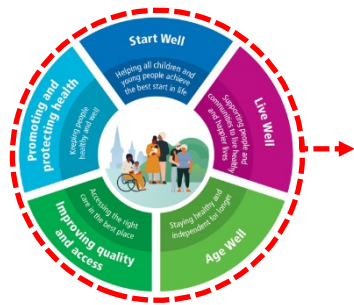 Start Well
Helping all children and
young people achieve
the best start in life
Live Well
Supporting people and
communities to live healthy
and happier lives
Age Well
Staying healthy and
independent for longer
Improving quality
and access
Accessing the right
care in the best place
Promoting and
protecting health
Keeping people
healthy and well